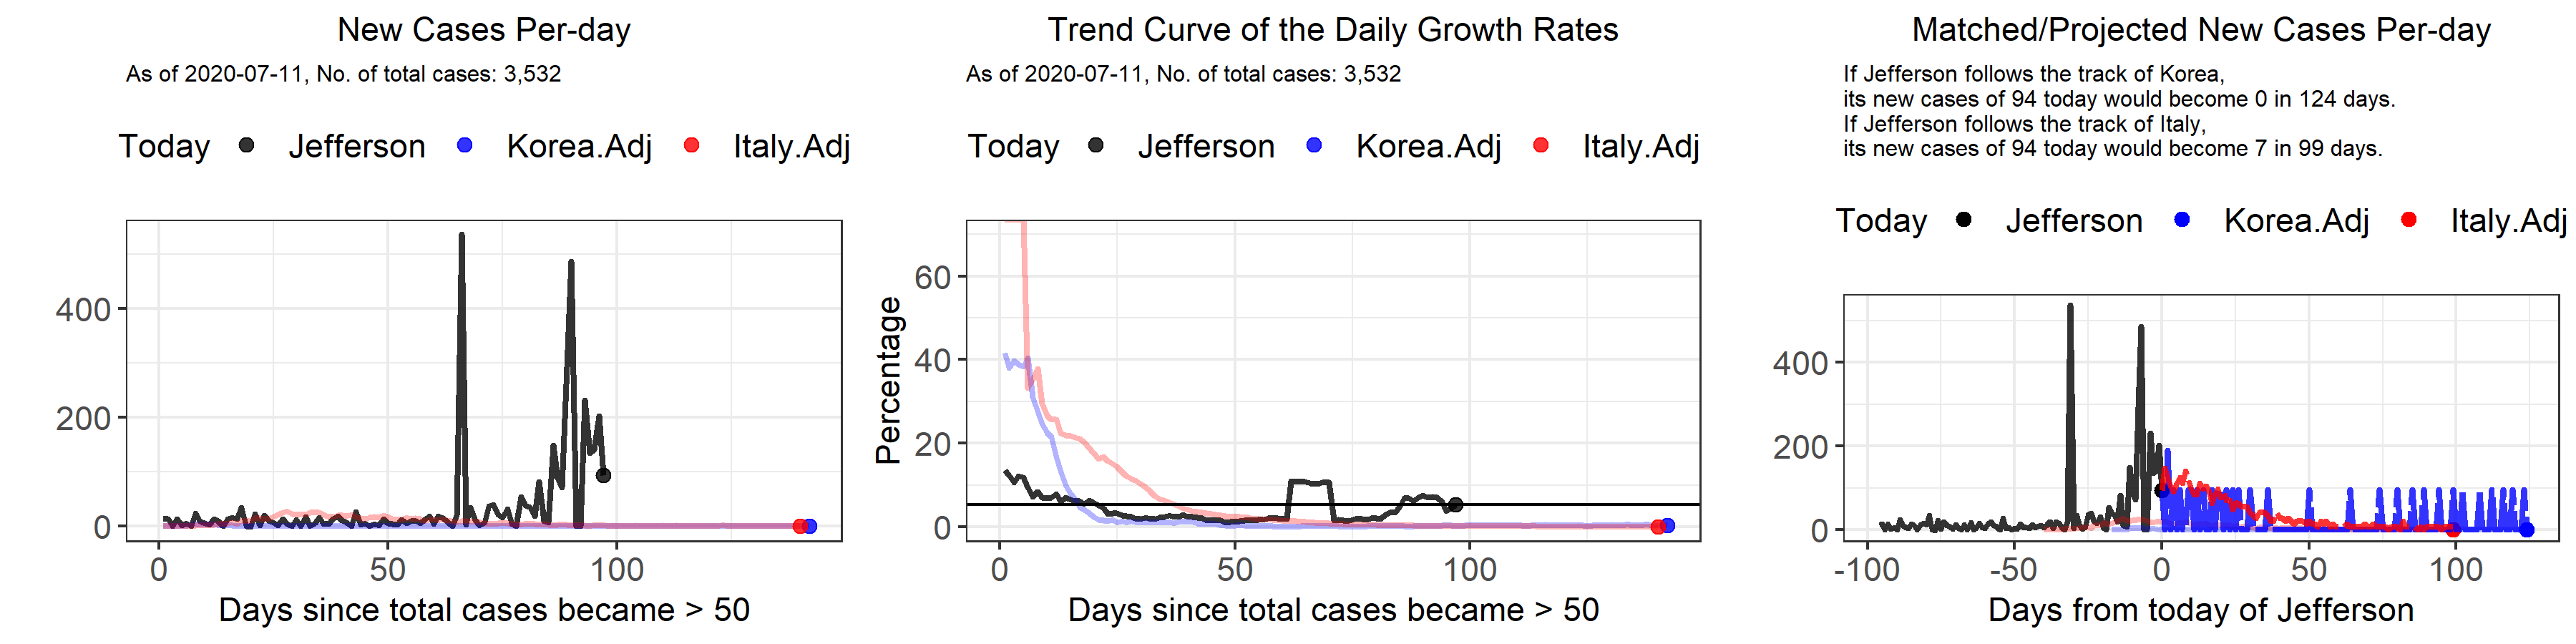 New Cases Per-day
As of 2020-07-11, No. of total cases: 3,532
Today Jefferson Korea.Adj Italy.Adj
400
200
0
0 50 100
Days since total cases became > 50
Trend Curve of the Daily Growth Rates
As of 2020-07-11, No. of total cases: 3,532
Today Jefferson Korea.Adj Italy.Adj
Percentage
60
40
20
0
0 50 100
Days since total cases became > 50
Matched/Projected New Cases Per-day
If Jefferson follows the track of Korea,
its new cases of 94 today would become 0 in 124 days.
If Jefferson follows the track of Italy,
its new cases of 94 today would become 7 in 99 days.
Today Jefferson Korea.Adj Italy.Adj
400
200
0
-100 -50 0 50 100
Days from today of Jefferson